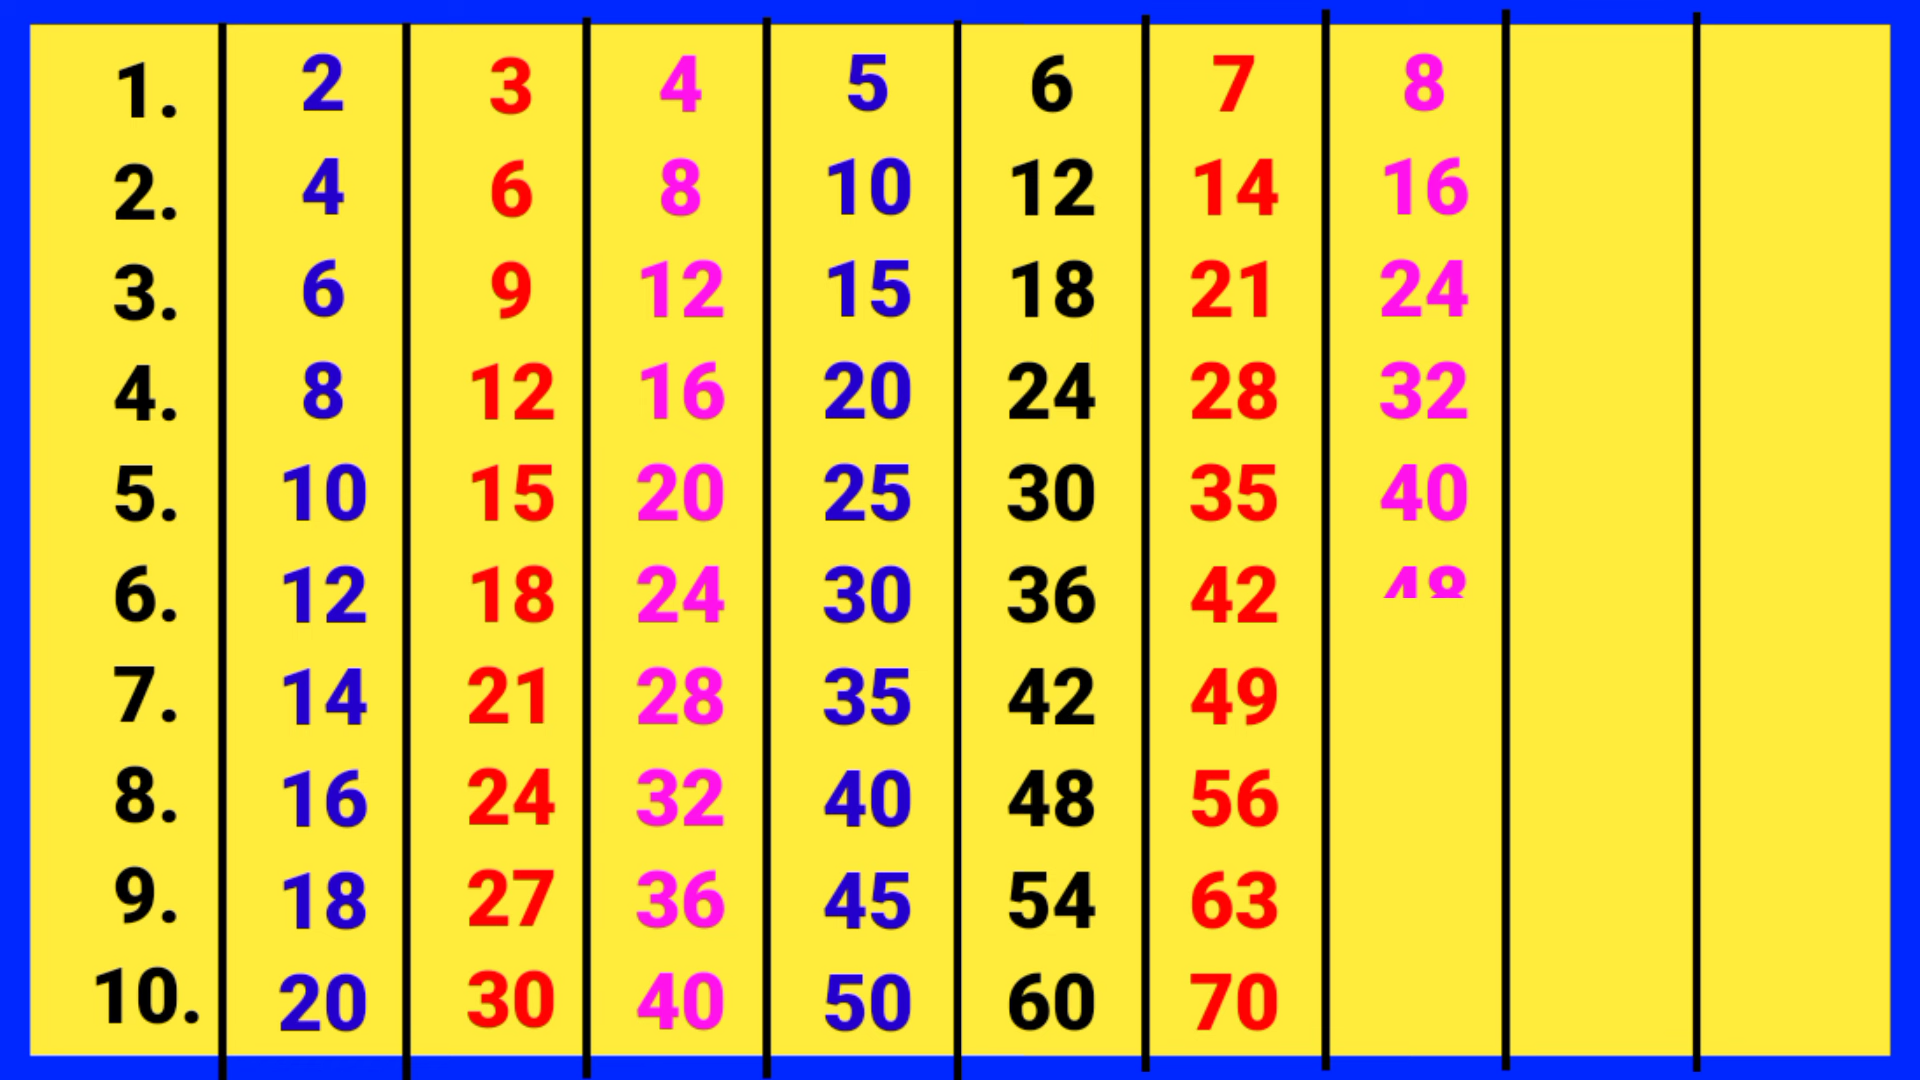 1. 2 3 4 5 6 7 8
2. 4 6 8 10 12 14 16
3. 6 9 12 15 18 21 24
4. 8 12 16 20 24 28 32
5. 10 15 20 25 30 35 40
6. 12 18 24 30 36 42 48
7. 14 21 28 35 42 49
8. 16 24 32 40 48 56
9. 18 27 36 45 54 63
10. 20 30 40 50 60 70